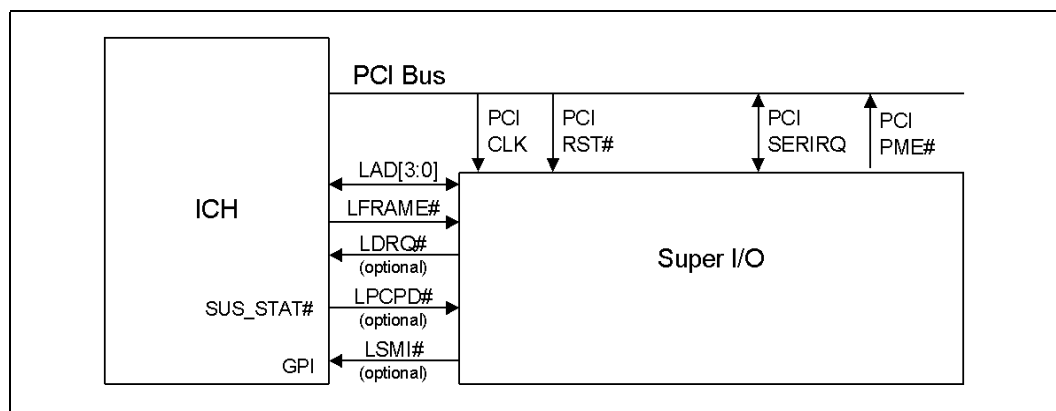 PCI Bus
PCI
CLK
PCI
RST#
PCI
SERIRQ
PCI
PME#
LAD[3:0]
ICH
LFRAME#
LDRQ#
(optional)
Super I/O
SUS_STAT#
LPCPD#
(optional)
GPI
LSMI#
(optional)